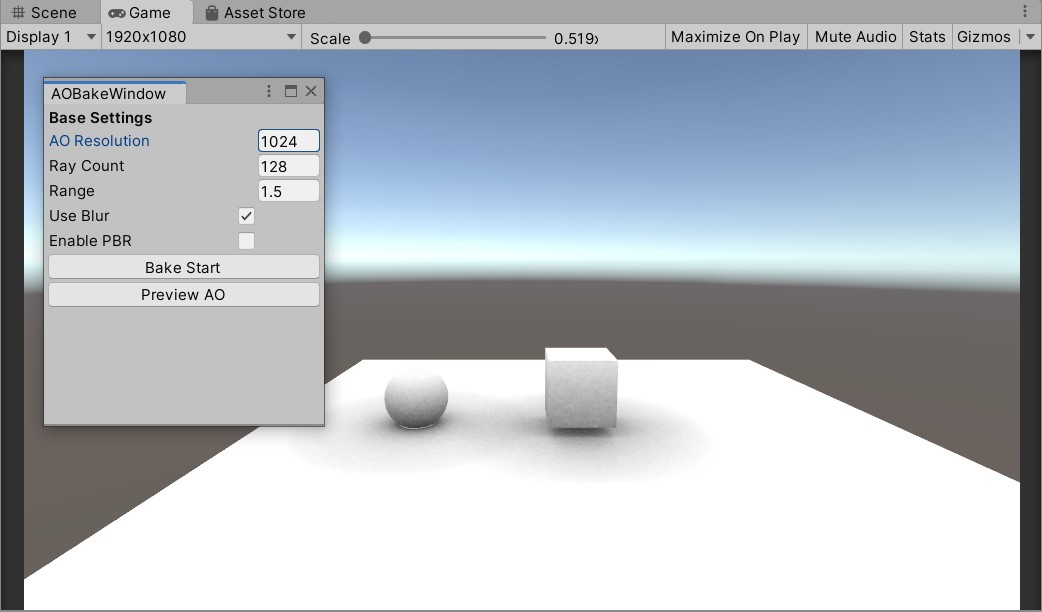 Scene Game Asset Store
Display 1 1920x1080 Scale 0.519x Maximize On Play Mute Audio Stats Gizmos
AOBakeWindow
Base Settings
AO Resolution 1024
Ray Count 128
Range 1.5
Use Blur
Enable PBR
Bake Start
Preview AO